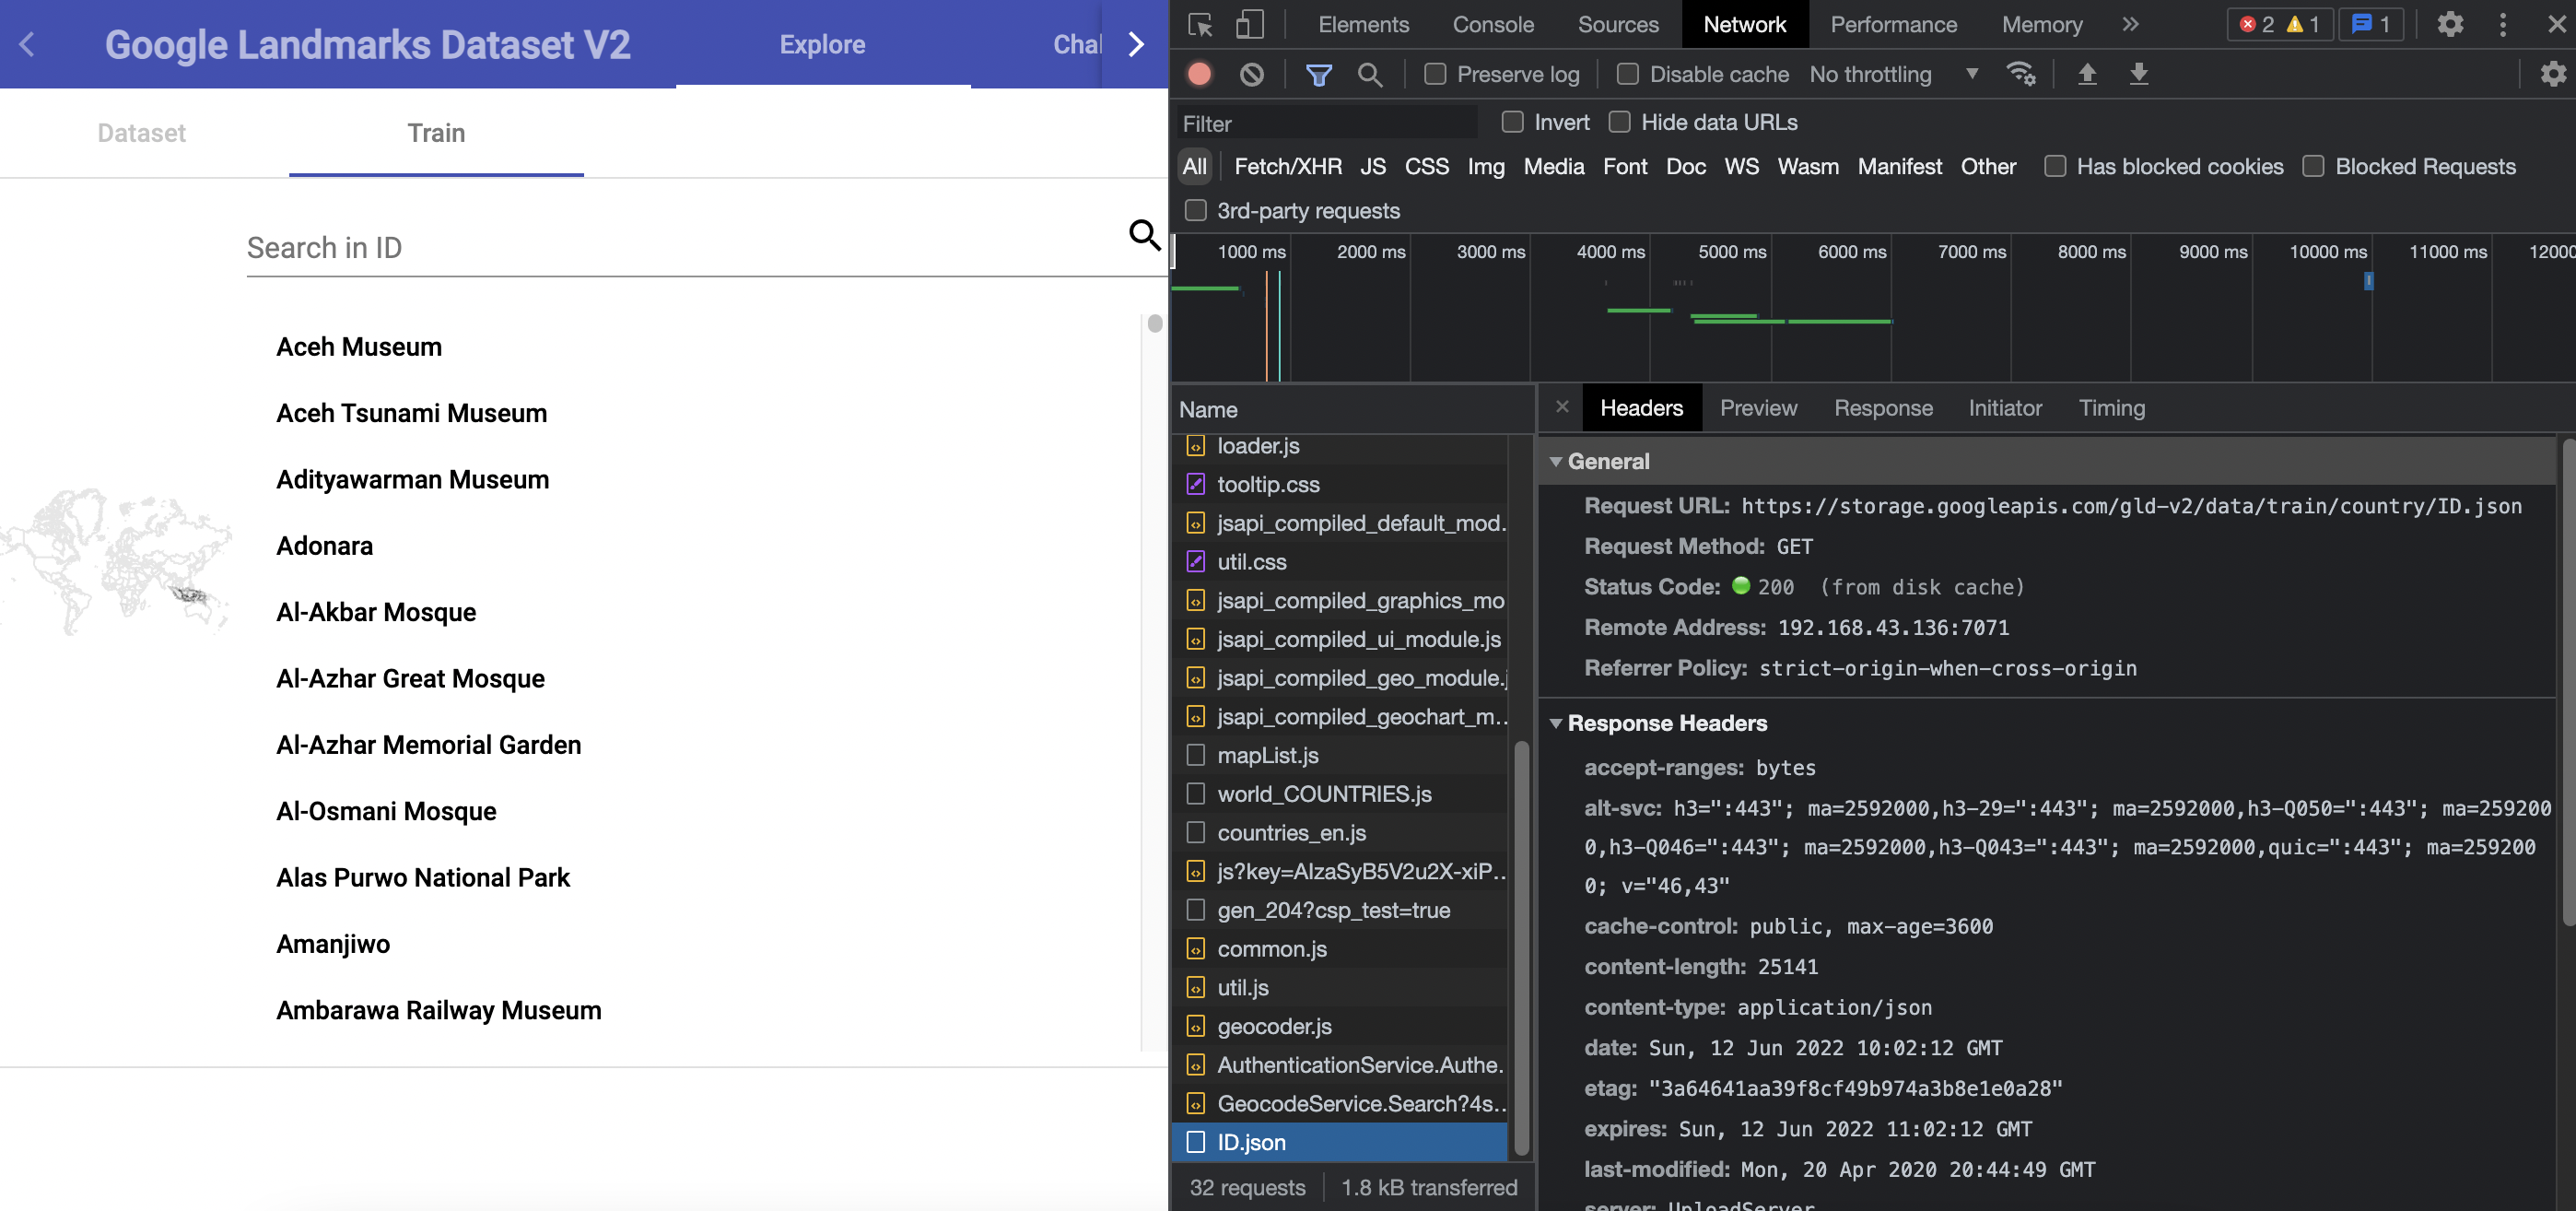 Google Landmarks Dataset V2
Explore
Chal
Dataset
Train
Search in ID
Aceh Museum
Aceh Tsunami Museum
Adityawarman Museum
Adonara
Al-Akbar Mosque
Al-Azhar Great Mosque
Al-Azhar Memorial Garden
Al-Osmani Mosque
Alas Purwo National Park
Amanjiwo
Ambarawa Railway Museum
Elements Console Sources Network Performance Memory 2 1 1
Preserve log Disable cache No throttling
Filter Invert Hide data URLs
All Fetch/XHR JS CSS Img Media Font Doc WS Wasm Manifest Other Has blocked cookies Blocked Requests
3rd-party requests
1000 ms 2000 ms 3000 ms 4000 ms 5000 ms 6000 ms 7000 ms 8000 ms 9000 ms 10000 ms 11000 ms 12000
Name
loader.js
tooltip.css
jsapi_compiled_default_mod.
util.css
jsapi_compiled_graphics_mo
jsapi_compiled_ui_module.js
jsapi_compiled_geo_module.j
jsapi_compiled_geochart_m..
mapList.js
world_COUNTRIES.js
countries_en.js
js?key=AIzaSyB5V2u2X-xiP..
gen_204?csp_test=true
common.js
util.js
geocoder.js
AuthenticationService.Authe.
GeocodeService.Search?4s..
ID.json
32 requests 1.8 kB transferred
Headers Preview Response Initiator Timing
General
Request URL: https://storage.googleapis.com/gld-v2/data/train/country/ID.json
Request Method: GET
Status Code: 200 (from disk cache)
Remote Address: 192.168.43.136:7071
Referrer Policy: strict-origin-when-cross-origin
Response Headers
accept-ranges: bytes
alt-svc: h3=":443"; ma=2592000,h3-29=":443"; ma=2592000,h3-Q050=":443"; ma=259200
0,h3-Q046=":443"; ma=2592000,h3-Q043=":443"; ma=2592000,quic=":443"; ma=259200
0; v="46,43"
cache-control: public, max-age=3600
content-length: 25141
content-type: application/json
date: Sun, 12 Jun 2022 10:02:12 GMT
etag: "3a64641aa39f8cf49b974a3b8e1e0a28"
expires: Sun, 12 Jun 2022 11:02:12 GMT
last-modified: Mon, 20 Apr 2020 20:44:49 GMT
server: UploadServer